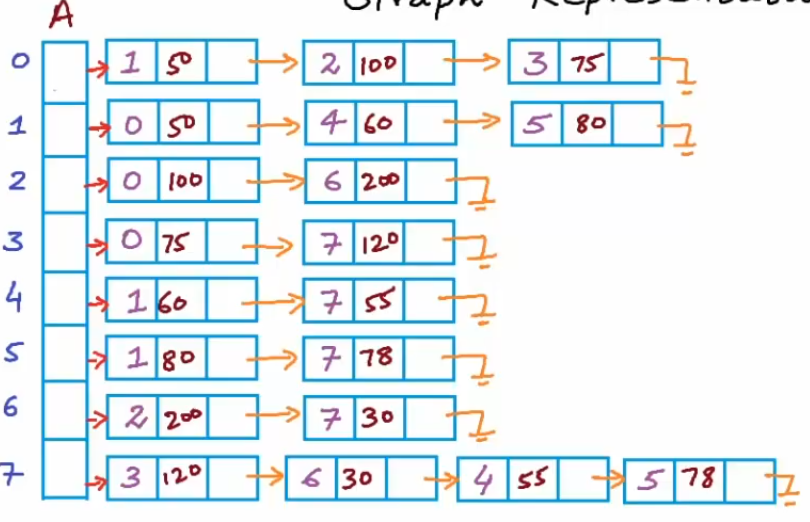 Graph Representation
A
0 1 50 2 100 3 75
1 0 50 4 60 5 80
2 0 100 6 200
3 0 75 7 120
4 1 60 7 55
5 1 80 7 78
6 2 200 7 30
7 3 120 6 30 4 55 5 78